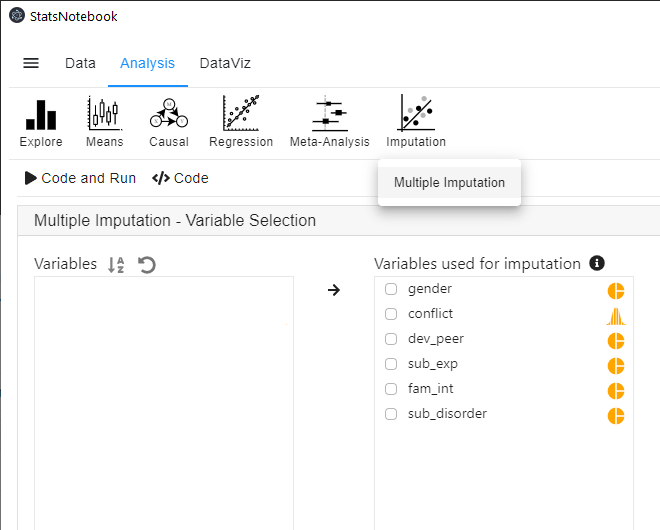 StatsNotebook
Data Analysis DataViz
Explore Means Causal Regression Meta-Analysis Imputation
Code and Run </> Code
Multiple Imputation
Multiple Imputation - Variable Selection
Variables Variables used for imputation
gender
conflict
dev_peer
sub_exp
fam_int
sub_disorder